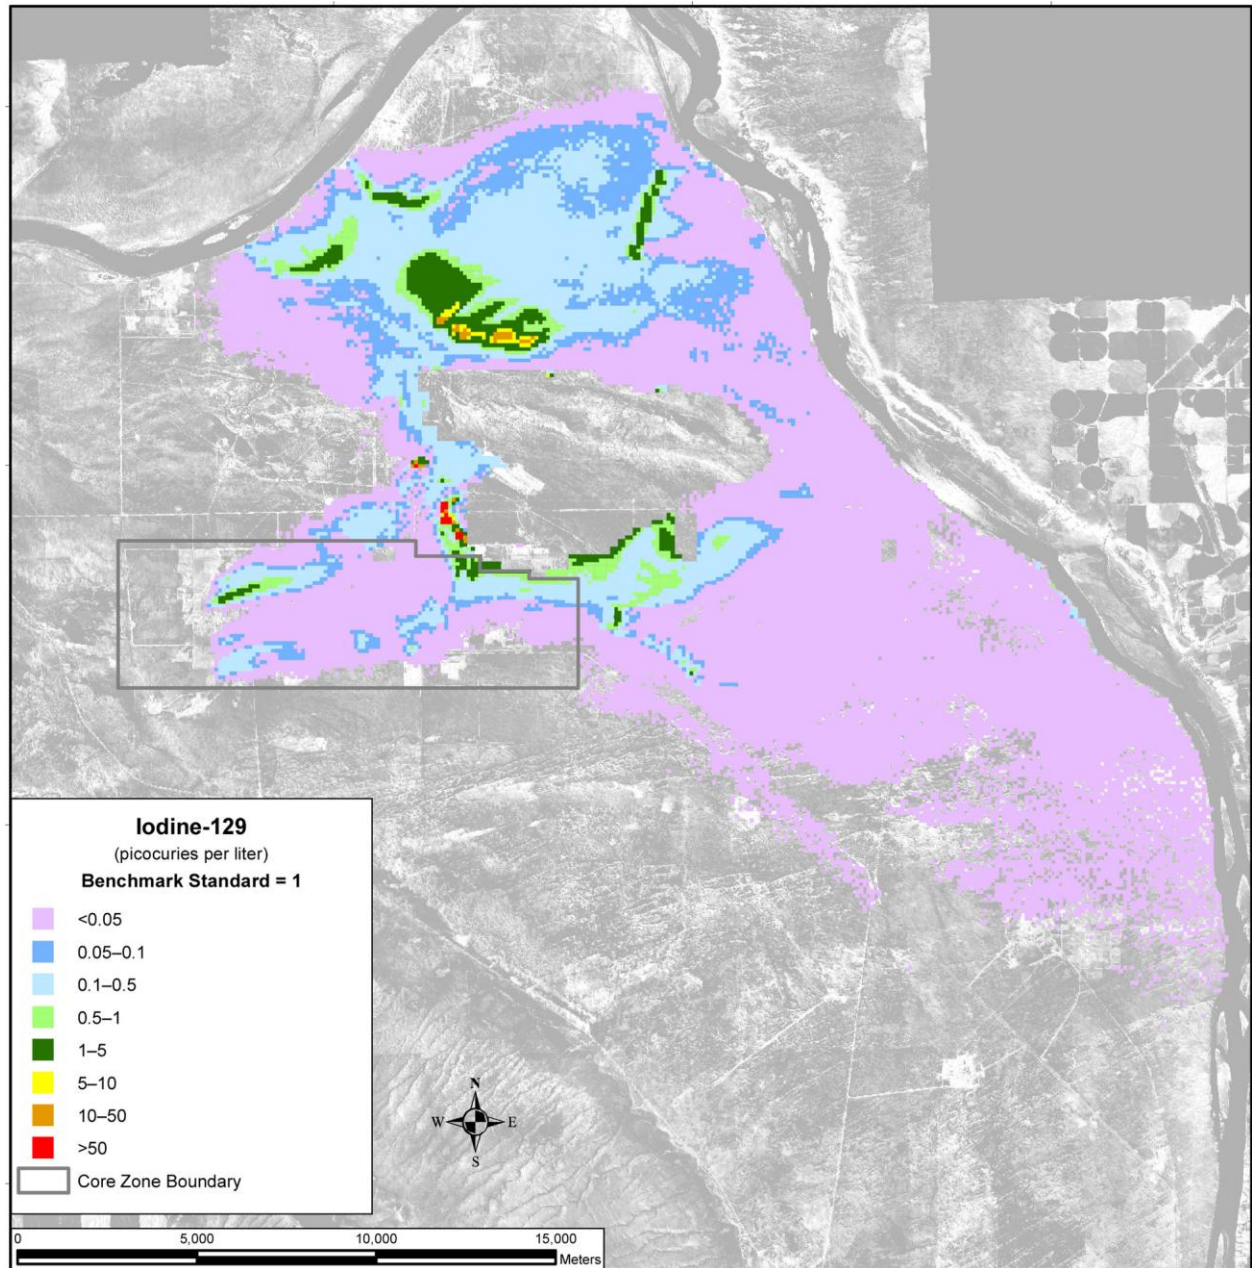 Iodine-129
(picocuries per liter)
Benchmark Standard = 1
<0.05
0.05–0.1
0.1–0.5
0.5–1
1–5
5–10
10–50
>50
Core Zone Boundary
N
W E
S
0 5,000 10,000 15,000
Meters